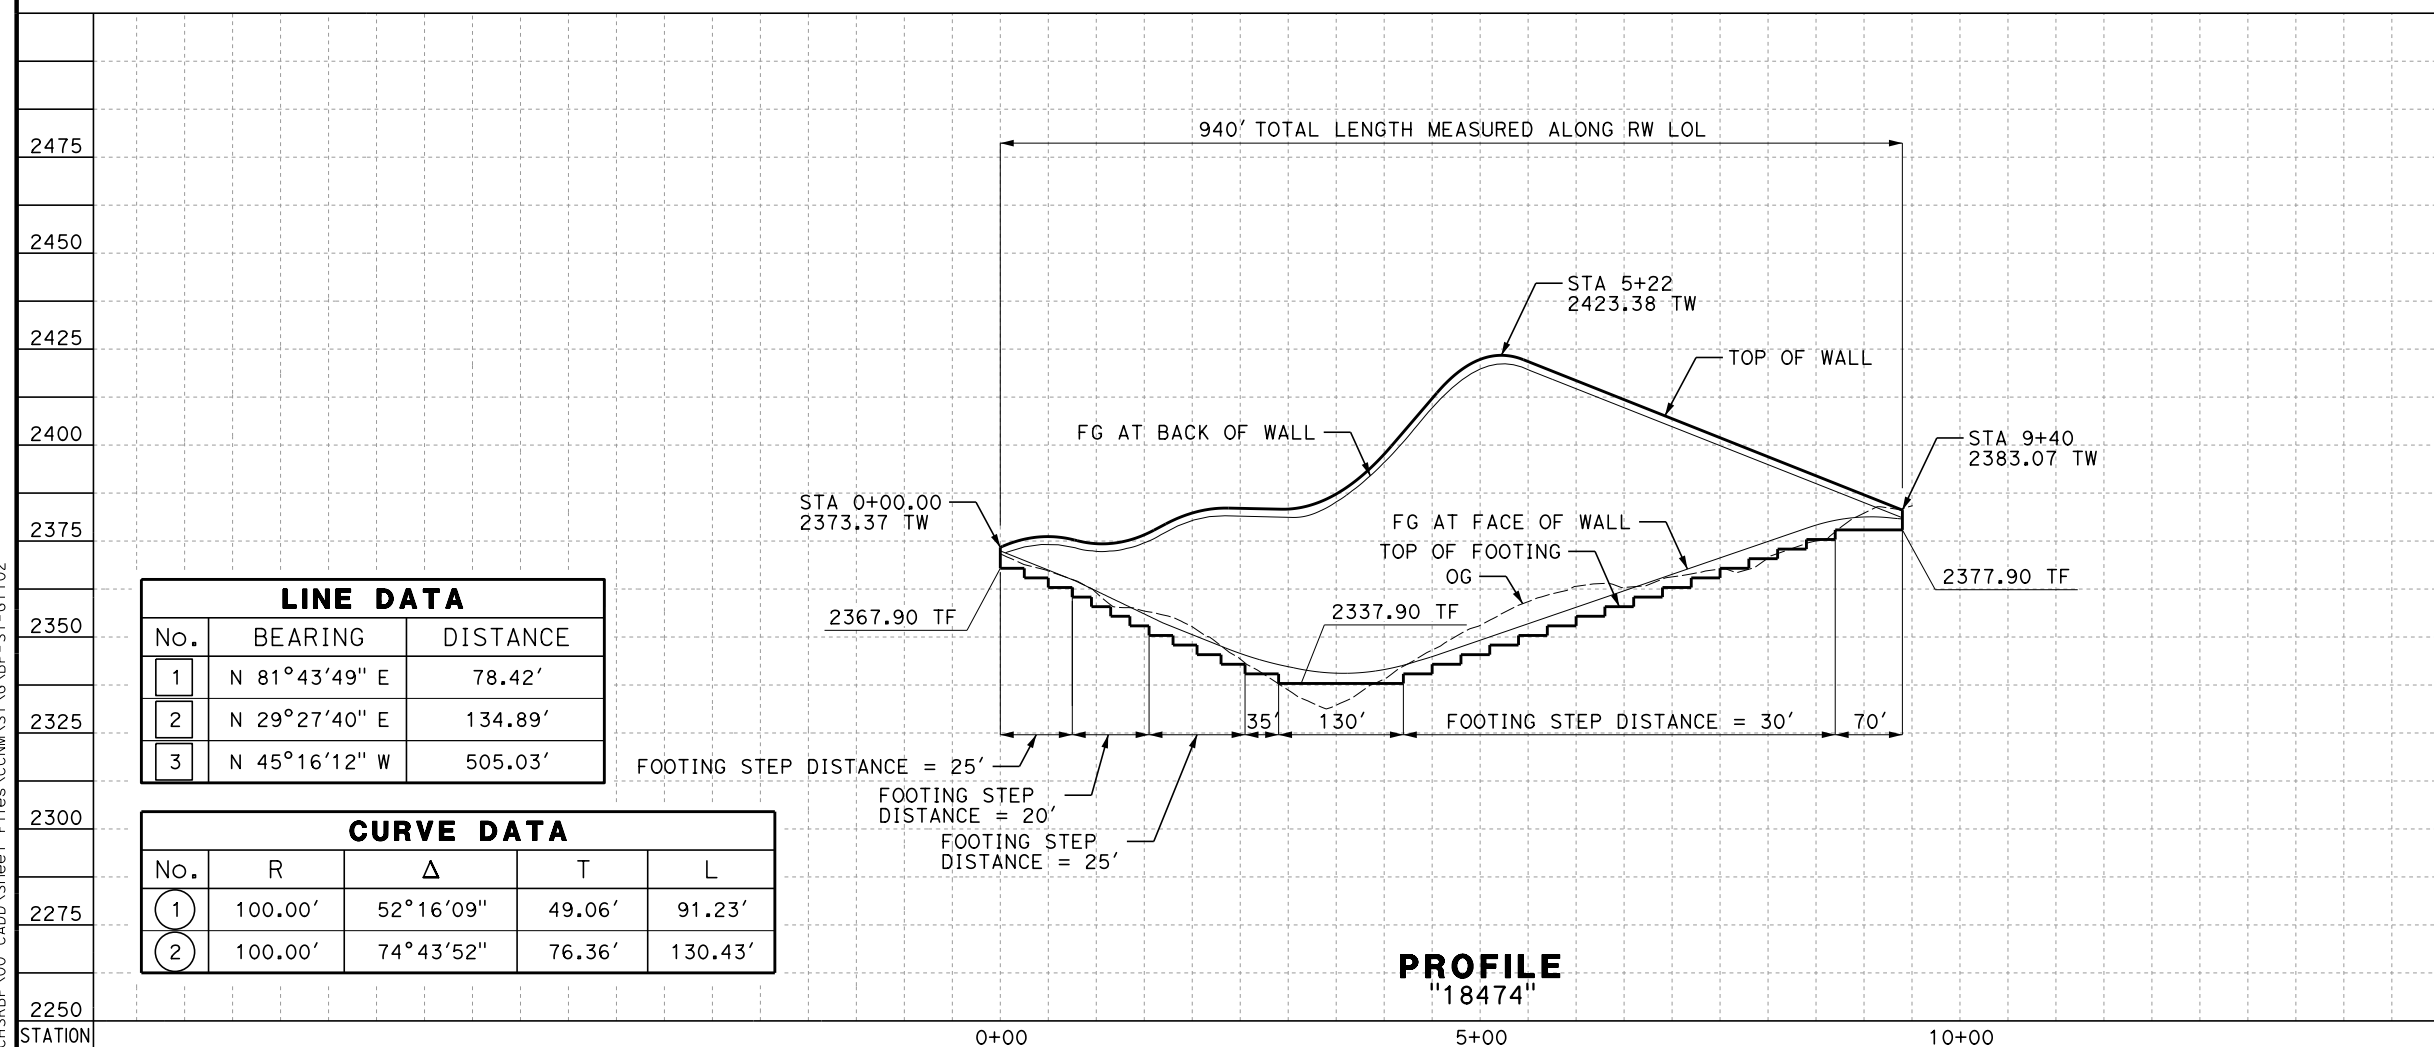 940' TOTAL LENGTH MEASURED ALONG RW LOL
2475
2450
2425
2400
2375
2350
2325
2300
2275
2250
STATION
0+00
5+00
10+00
STA 5+22
2423.38 TW
TOP OF WALL
FG AT BACK OF WALL
STA 9+40
2383.07 TW
STA 0+00.00
2373.37 TW
FG AT FACE OF WALL
TOP OF FOOTING
OG
2377.90 TF
2367.90 TF
2337.90 TF
35'
130'
FOOTING STEP DISTANCE = 30'
70'
FOOTING STEP DISTANCE = 25'
FOOTING STEP
DISTANCE = 20'
FOOTING STEP
DISTANCE = 25'
LINE DATA
No. BEARING DISTANCE
1 N 81°43'49" E 78.42'
2 N 29°27'40" E 134.89'
3 N 45°16'12" W 505.03'
CURVE DATA
No. R Δ T L
1 100.00' 52°16'09" 49.06' 91.23'
2 100.00' 74°43'52" 76.36' 130.43'
PROFILE
"18474"